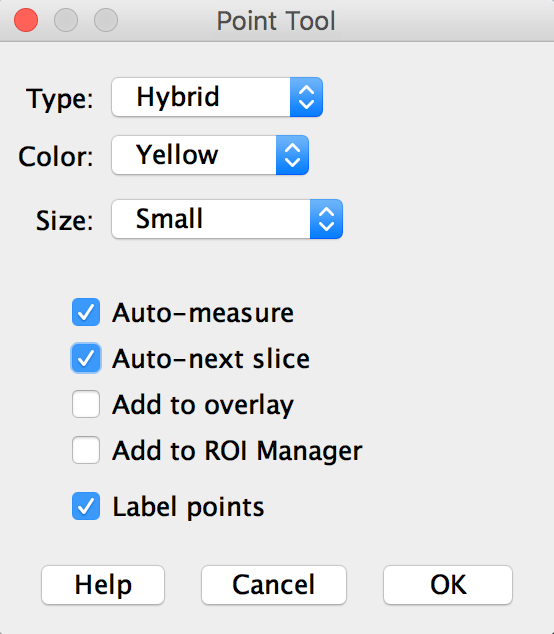 Point Tool
Type: Hybrid
Color: Yellow
Size: Small
Auto-measure
Auto-next slice
Add to overlay
Add to ROI Manager
Label points
Help Cancel OK